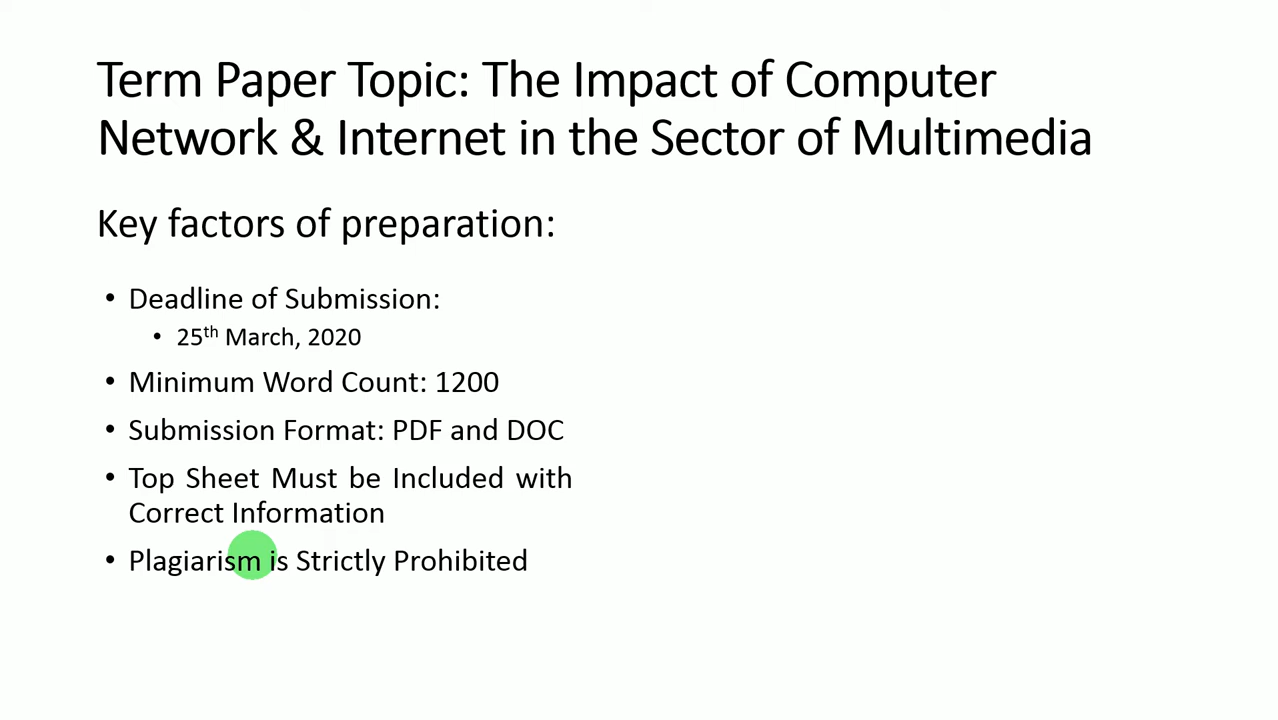 Term Paper Topic: The Impact of Computer
Network & Internet in the Sector of Multimedia
Key factors of preparation:
• Deadline of Submission:
• 25th March, 2020
• Minimum Word Count: 1200
• Submission Format: PDF and DOC
• Top Sheet Must be Included with
Correct Information
• Plagiarism is Strictly Prohibited